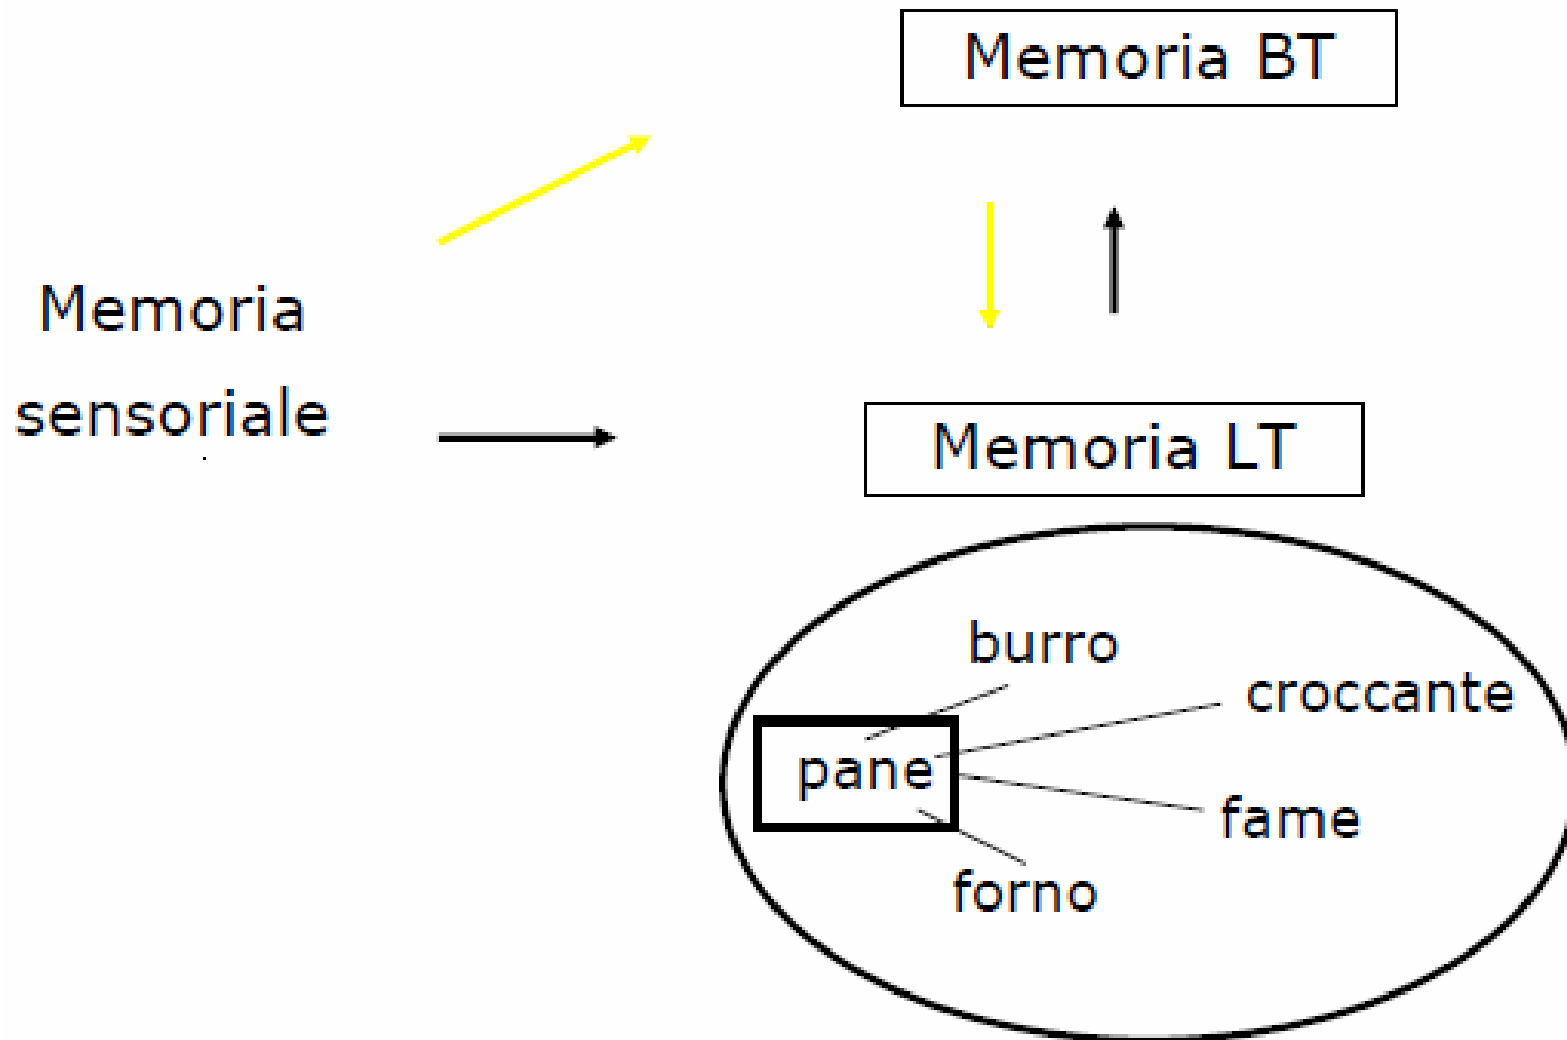 Memoria BT
Memoria
sensoriale
Memoria LT
burro
croccante
pane
fame
forno